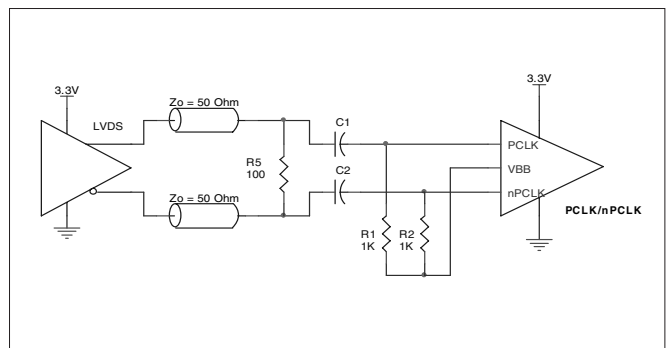 3.3V
LVDS
Zo = 50 Ohm
Zo = 50 Ohm
R5
100
C1
C2
R1
1K
R2
1K
3.3V
PCLK
VBB
nPCLK
PCLK/nPCLK